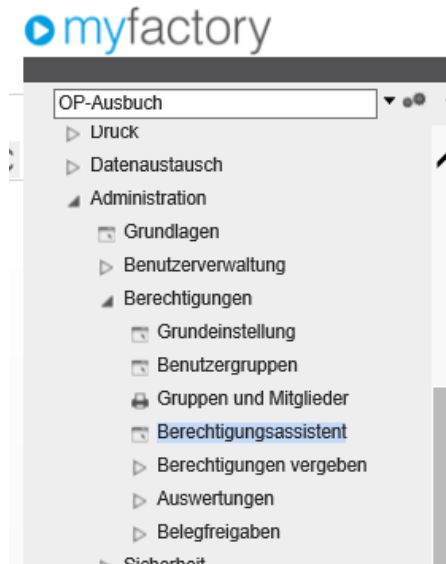 myfactory
OP-Ausbuch
Druck
Datenaustausch
Administration
Grundlagen
Benutzerverwaltung
Berechtigungen
Grundeinstellung
Benutzergruppen
Gruppen und Mitglieder
Berechtigungsassistent
Berechtigungen vergeben
Auswertungen
Belegfreigaben
Sicherheit